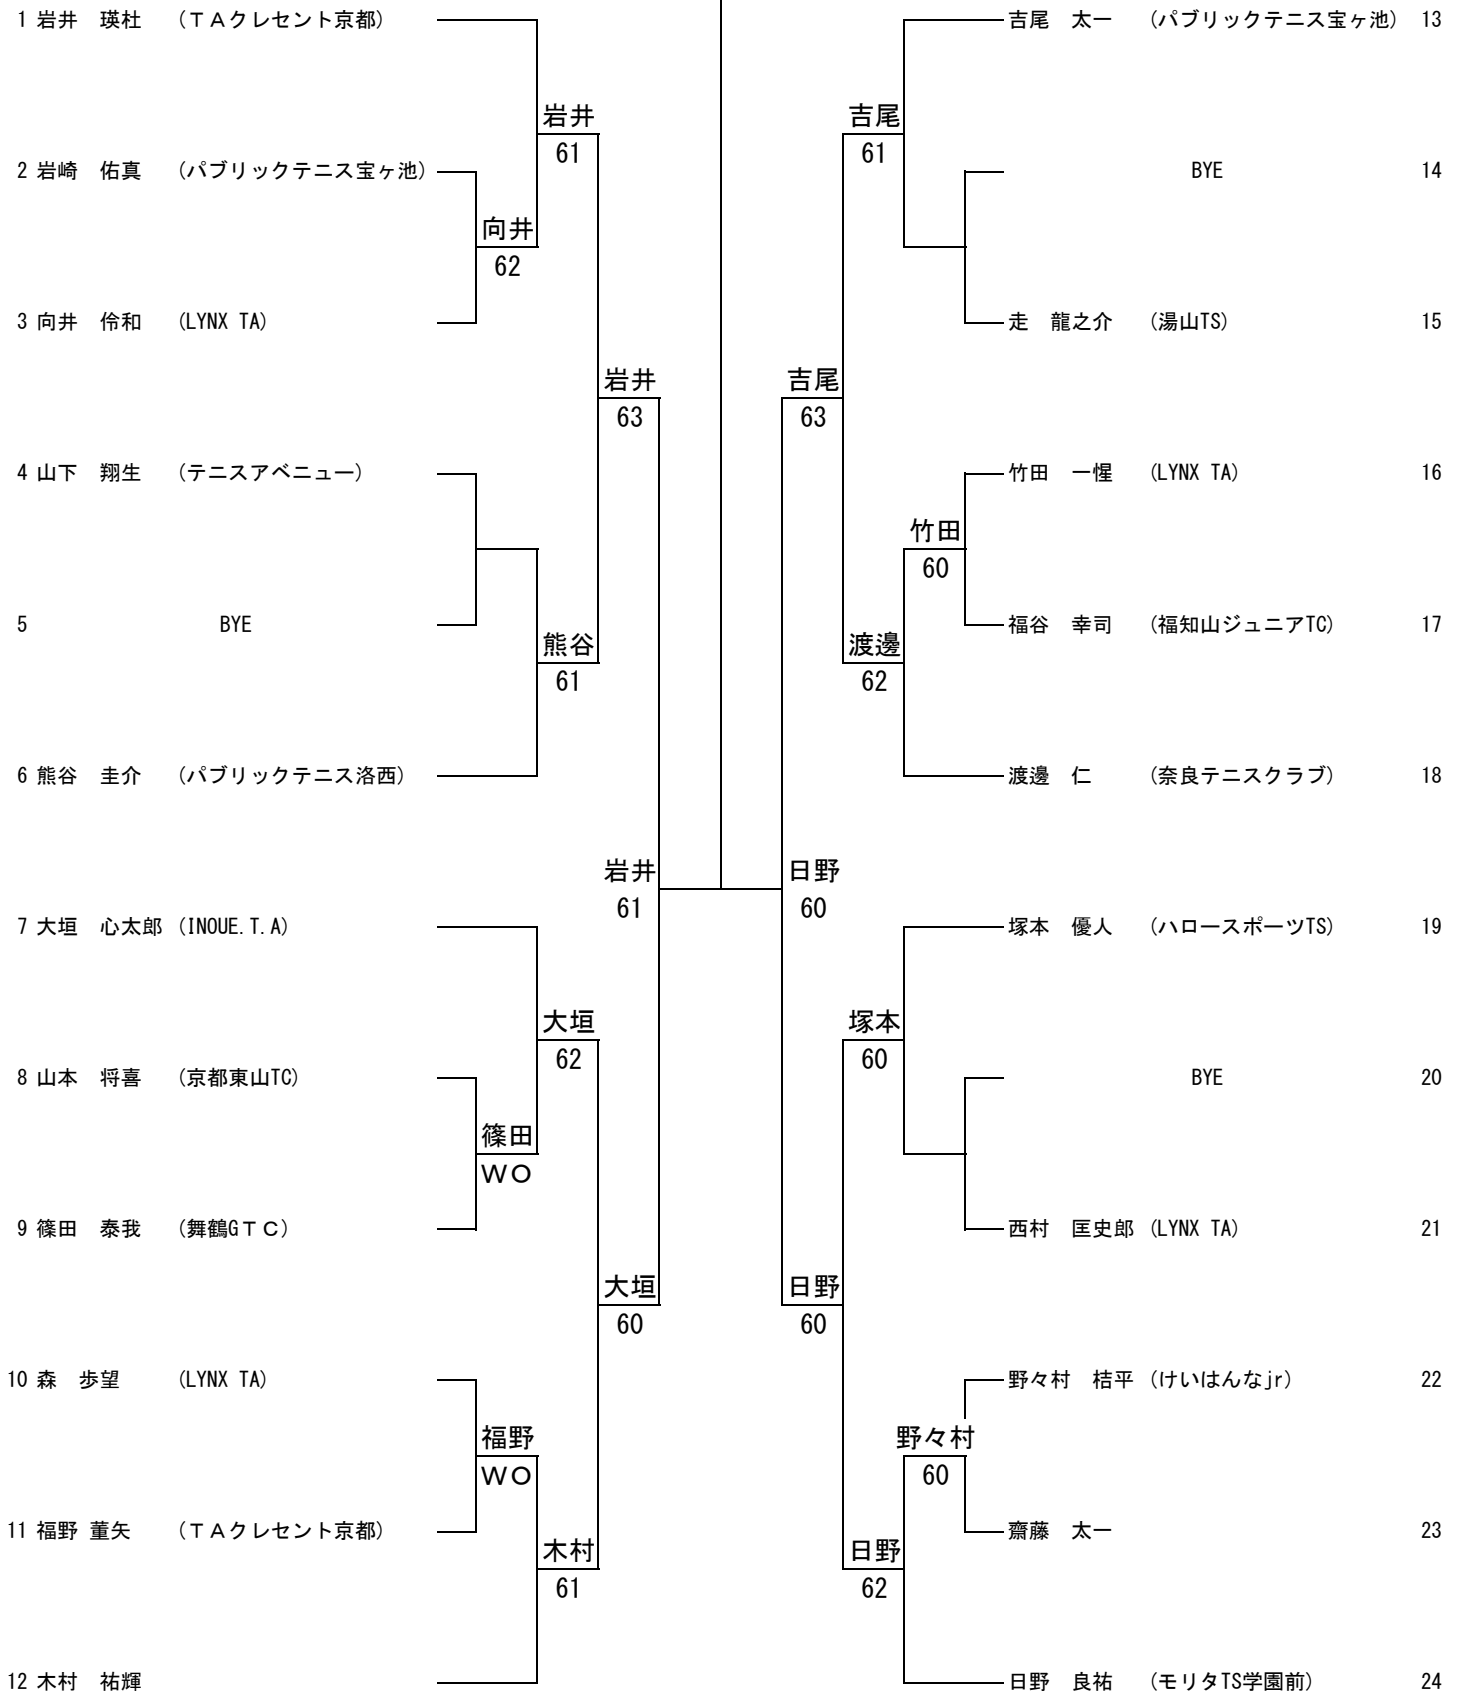 1 岩井　瑛社　（ＴＡクレセント京都）
吉尾　太一　（パブリックテニス宝ヶ池）　13
岩井
吉尾
61
61
2 岩崎　佑真　（パブリックテニス宝ヶ池）
BYE　14
向井
62
3 向井　伶和　（LYNX TA）
走　龍之介　（湯山TS）　15
岩井
吉尾
63
63
4 山下　翔生　（テニスアベニュー）
竹田　一惺　（LYNX TA）　16
竹田
60
5　BYE
福谷　幸司　（福知山ジュニアTC）　17
熊谷
渡邊
61
62
6 熊谷　圭介　（パブリックテニス洛西）
渡邊　仁　（奈良テニスクラブ）　18
岩井
日野
61
60
7 大垣　心太郎（INOUE.T.A）
塚本　優人　（ハロースポーツTS）　19
大垣
塚本
62
60
8 山本　将喜　（京都東山TC）
BYE　20
篠田
ＷＯ
9 篠田　泰我　（舞鶴GＴＣ）
西村　匡史郎（LYNX TA）　21
大垣
日野
60
60
10 森　歩望　（LYNX TA）
野々村　桔平（けいはんなjr）　22
福野
野々村
ＷＯ
60
11 福野 董矢　（ＴＡクレセント京都）
齋藤　太一　23
木村
日野
61
62
12 木村　祐輝
日野　良祐　（モリタTS学園前）　24